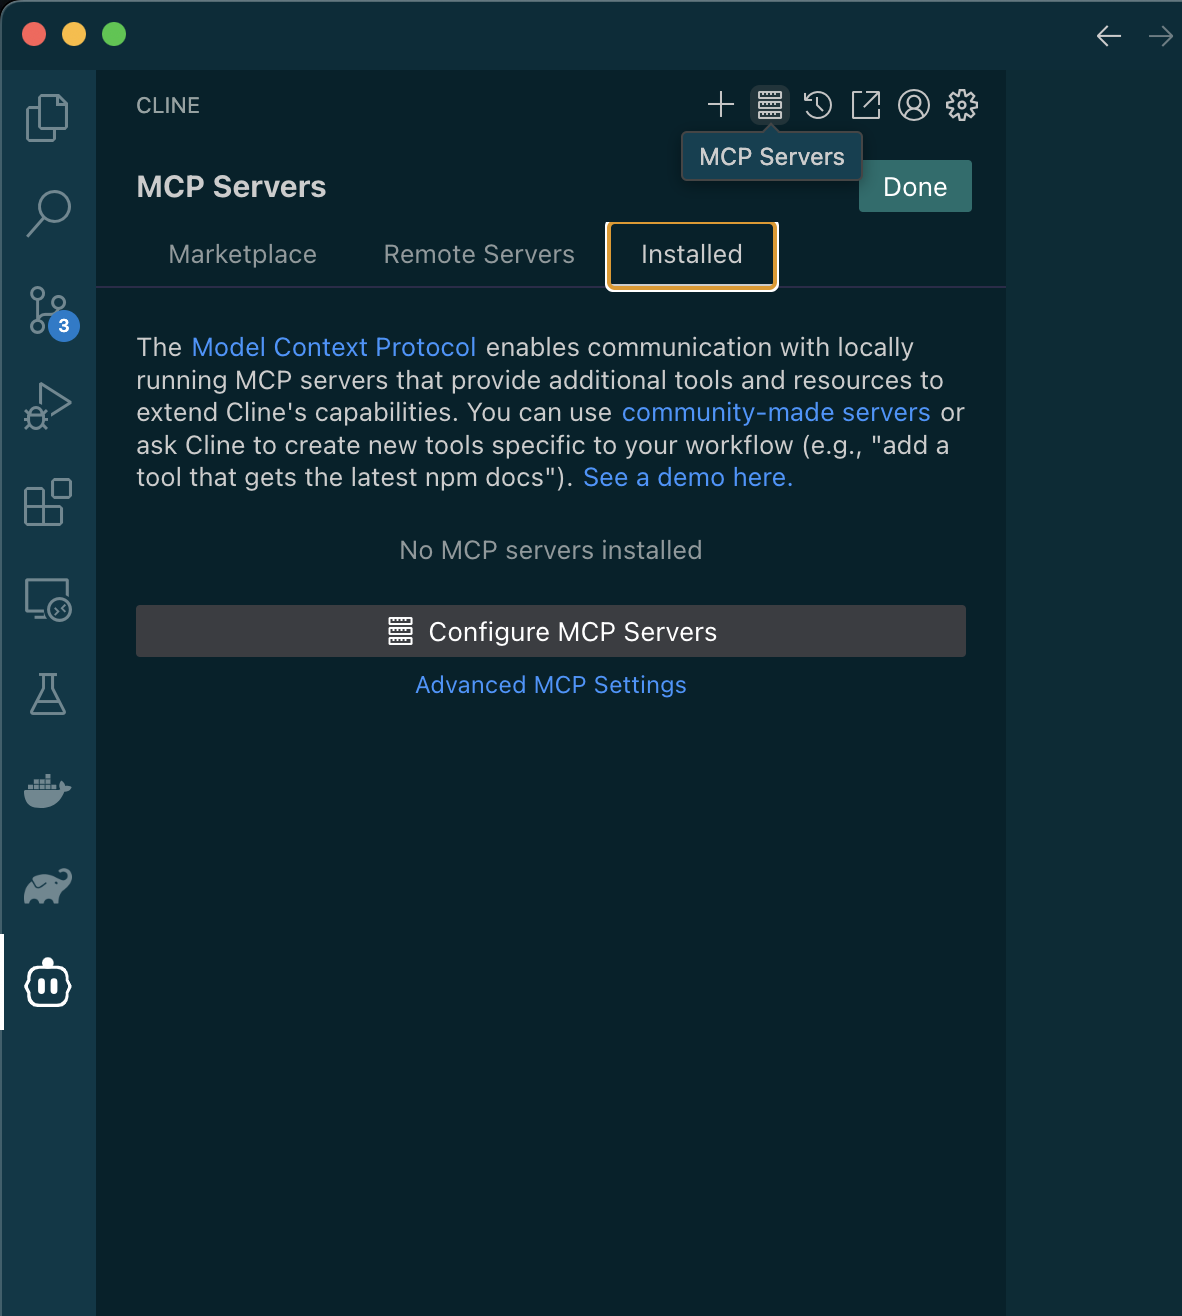 CLINE
MCP Servers
MCP Servers
Done
Marketplace
Remote Servers
Installed
3
The Model Context Protocol enables communication with locally
running MCP servers that provide additional tools and resources to
extend Cline's capabilities. You can use community-made servers or
ask Cline to create new tools specific to your workflow (e.g., "add a
tool that gets the latest npm docs"). See a demo here.
No MCP servers installed
Configure MCP Servers
Advanced MCP Settings